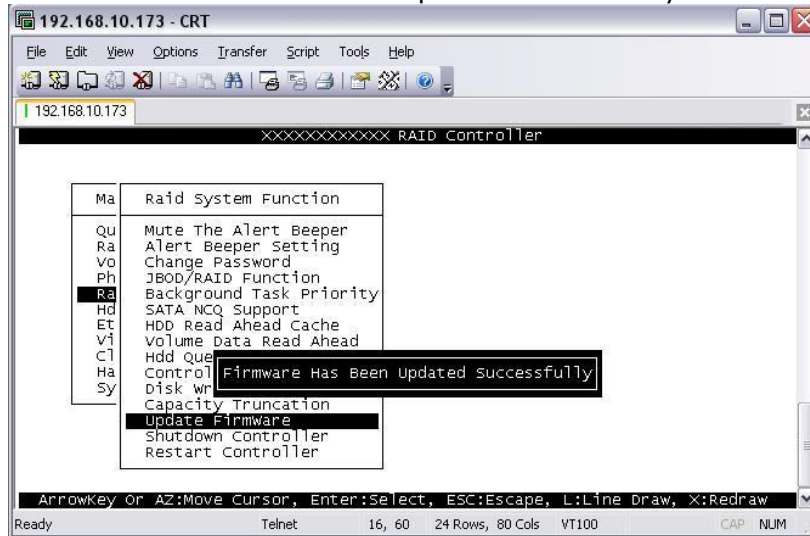 192.168.10.173 - CRT
File Edit View Options Transfer Script Tools Help
192.168.10.173
XXXXXXXXXXXX RAID Controller
Ma
Raid System Function
Qu
Mute The Alert Beeper
Ra
Alert Beeper Setting
Vo
Change Password
Ph
JBOD/RAID Function
Ra
Background Task Priority
Hd
SATA NCQ Support
Et
HDD Read Ahead Cache
Vi
Volume Data Read Ahead
Cl
Hdd Que
Ha
Control
Firmware Has Been Updated Successfully
Sy
Disk Wr
Capacity Truncation
Update FirmWare
Shutdown Controller
Restart Controller
ArrowKey Or AZ:Move Cursor, Enter:Select, ESC:Escape, L:Line Draw, X:Redraw
Ready Telnet 16, 60 24 Rows, 80 Cols VT100 CAP NUM